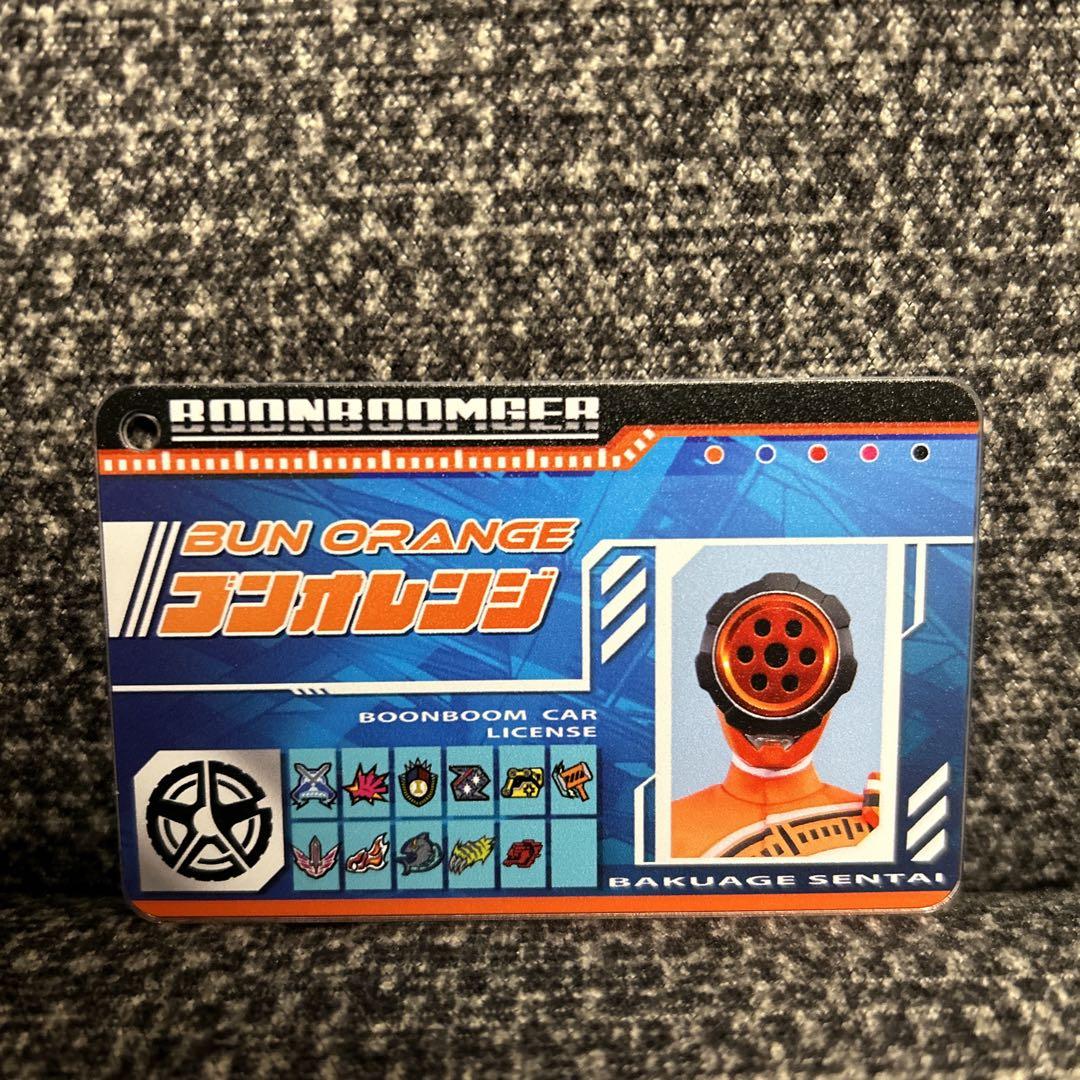 BOONBOOMGER
BUN ORANGE
ブンオレンジ
BOONBOOM CAR
LICENSE
BAKUAGE SENTAI